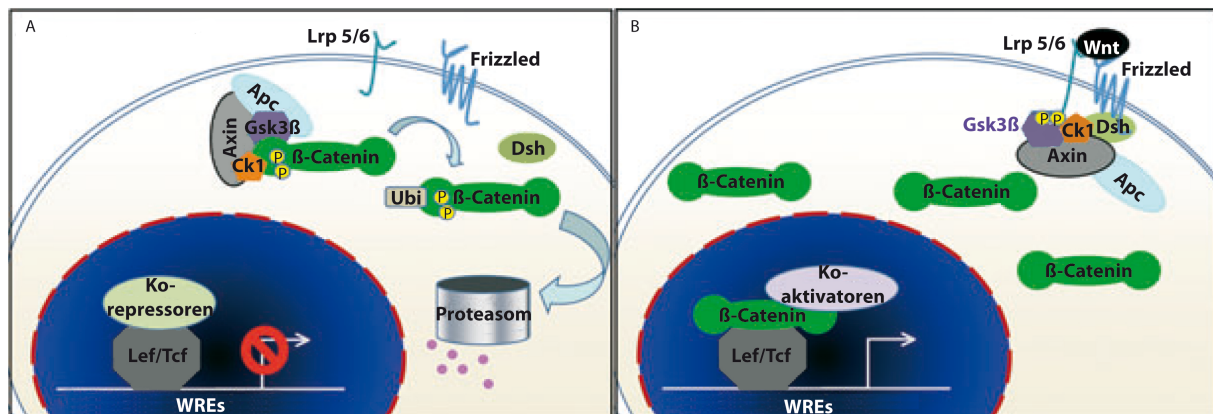 A
Lrp 5/6
Frizzled
Apc
Gsk3ß
Axin
Ck1
P
P
ß-Catenin
Dsh
Ubi
P
P
ß-Catenin
Ko-
repressoren
Proteasom
Lef/Tcf
WREs
B
Lrp 5/6
Wnt
Frizzled
Gsk3ß
P
P
Ck1
Dsh
Axin
Apc
ß-Catenin
ß-Catenin
ß-Catenin
Ko-
aktivatoren
ß-Catenin
Lef/Tcf
WREs